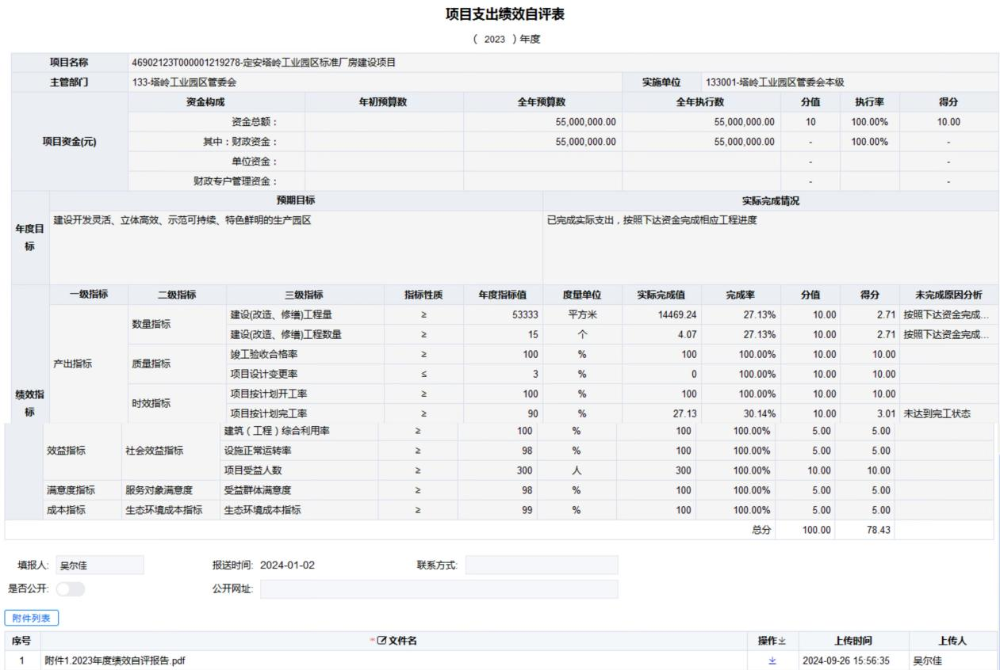 项目支出绩效自评表
( 2023 )年度
项目名称 46902123T000001219278-定安塔岭工业园区标准厂房建设项目
主管部门 133-塔岭工业园区管委会 实施单位 133001-塔岭工业园区管委会本级
项目资金(元) 资金构成 年初预算数 全年预算数 全年执行数 分值 执行率 得分
资金总额： 55,000,000.00 55,000,000.00 10 100.00% 10.00
其中：财政资金： 55,000,000.00 55,000,000.00 - 100.00% -
单位资金： - -
财政专户管理资金： - -
年度目标 预期目标 实际完成情况
建设开发灵活、立体高效、示范可持续、特色鲜明的生产园区 已完成实际支出，按照下达资金完成相应工程进度
绩效指标 一级指标 二级指标 三级指标 指标性质 年度指标值 度量单位 实际完成值 完成率 分值 得分 未完成原因分析
产出指标 数量指标 建设(改造、修缮)工程量 ≥ 53333 平方米 14469.24 27.13% 10.00 2.71 按照下达资金完成...
建设(改造、修缮)工程数量 ≥ 15 个 4.07 27.13% 10.00 2.71 按照下达资金完成...
质量指标 竣工验收合格率 ≥ 100 % 100 100.00% 10.00 10.00
项目设计变更率 ≤ 3 % 0 100.00% 10.00 10.00
时效指标 项目按计划开工率 ≥ 100 % 100 100.00% 10.00 10.00
项目按计划完工率 ≥ 90 % 27.13 30.14% 10.00 3.01 未达到完工状态
效益指标 社会效益指标 建筑（工程）综合利用率 ≥ 100 % 100 100.00% 5.00 5.00
设施正常运转率 ≥ 98 % 100 100.00% 5.00 5.00
项目受益人数 ≥ 300 人 300 100.00% 10.00 10.00
满意度指标 服务对象满意度 受益群体满意度 ≥ 98 % 100 100.00% 5.00 5.00
成本指标 生态环境成本指标 生态环境成本指标 ≥ 99 % 100 100.00% 5.00 5.00
总分 100.00 78.43
填报人: 吴尔佳 报送时间: 2024-01-02 联系方式:
是否公开: 公开网址:
附件列表
序号 *文件名 操作 上传时间 上传人
1 附件1.2023年度绩效自评报告.pdf 2024-09-26 15:56:35 吴尔佳